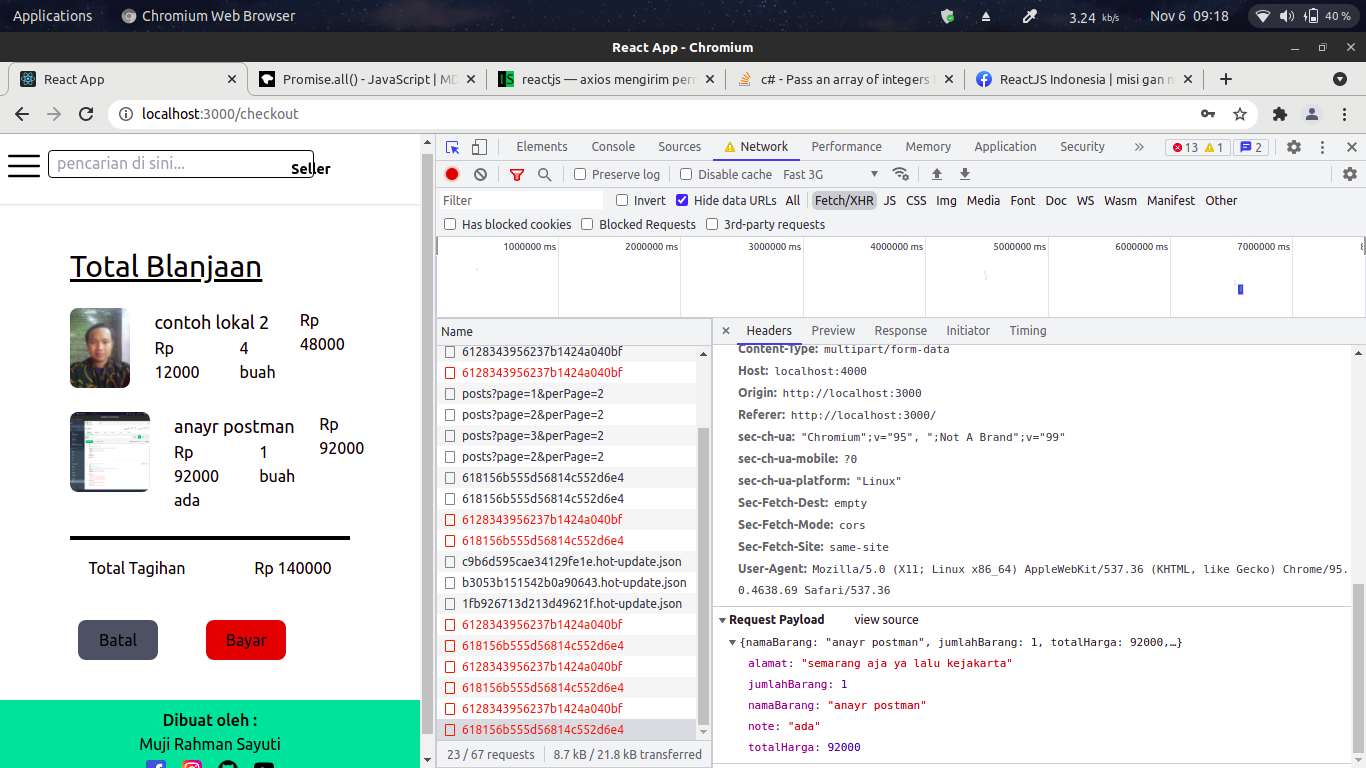 Applications
Chromium Web Browser
3.24 kb/s
Nov 6 09:18
40 %
React App - Chromium
React App
Promise.all() - JavaScript | MD
reactjs — axios mengirim perm
c# - Pass an array of integers
ReactJS Indonesia | misi gan n
localhost:3000/checkout
pencarian di sini...
Seller
Total Blanjaan
contoh lokal 2
Rp 12000
4 buah
Rp 48000
anayr postman
Rp 92000
1 buah
Rp 92000
ada
Total Tagihan
Rp 140000
Batal
Bayar
Dibuat oleh :
Muji Rahman Sayuti
Elements
Console
Sources
Network
Performance
Memory
Application
Security
»
13
1
2
Preserve log
Disable cache
Fast 3G
Filter
Invert
Hide data URLs
All
Fetch/XHR
JS
CSS
Img
Media
Font
Doc
WS
Wasm
Manifest
Other
Has blocked cookies
Blocked Requests
3rd-party requests
1000000 ms
2000000 ms
3000000 ms
4000000 ms
5000000 ms
6000000 ms
7000000 ms
Name
6128343956237b1424a040bf
6128343956237b1424a040bf
posts?page=1&perPage=2
posts?page=2&perPage=2
posts?page=3&perPage=2
posts?page=2&perPage=2
618156b555d56814c552d6e4
618156b555d56814c552d6e4
6128343956237b1424a040bf
6128343956237b1424a040bf
c9b6d595cae34129fe1e.hot-update.json
b3053b151542b0a90643.hot-update.json
1fb926713d213d49621f.hot-update.json
6128343956237b1424a040bf
618156b555d56814c552d6e4
6128343956237b1424a040bf
618156b555d56814c552d6e4
6128343956237b1424a040bf
618156b555d56814c552d6e4
23 / 67 requests
8.7 kB / 21.8 kB transferred
Headers
Preview
Response
Initiator
Timing
Content-Type: multipart/form-data
Host: localhost:4000
Origin: http://localhost:3000
Referer: http://localhost:3000/
sec-ch-ua: "Chromium";v="95", ";Not A Brand";v="99"
sec-ch-ua-mobile: ?0
sec-ch-ua-platform: "Linux"
Sec-Fetch-Dest: empty
Sec-Fetch-Mode: cors
Sec-Fetch-Site: same-site
User-Agent: Mozilla/5.0 (X11; Linux x86_64) AppleWebKit/537.36 (KHTML, like Gecko) Chrome/95.
0.4638.69 Safari/537.36
Request Payload
view source
{namaBarang: "anayr postman", jumlahBarang: 1, totalHarga: 92000,…}
alamat: "semarang aja ya lalu kejakarta"
jumlahBarang: 1
namaBarang: "anayr postman"
note: "ada"
totalHarga: 92000